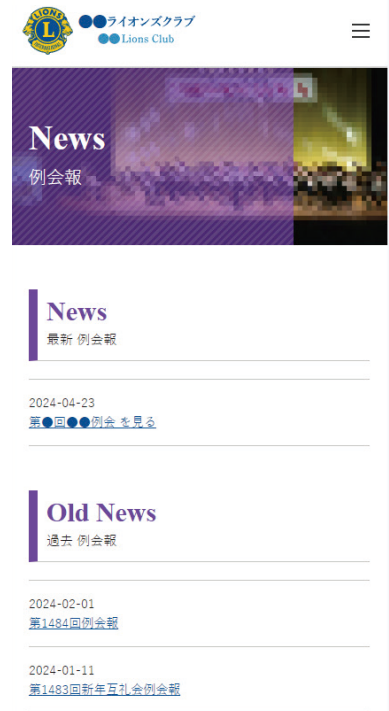 ●●ライオンズクラブ
●●Lions Club
News
例会報
News
最新 例会報
2024-04-23
第●回●●例会 を見る
Old News
過去 例会報
2024-02-01
第1484回例会報
2024-01-11
第1483回新年互礼会例会報